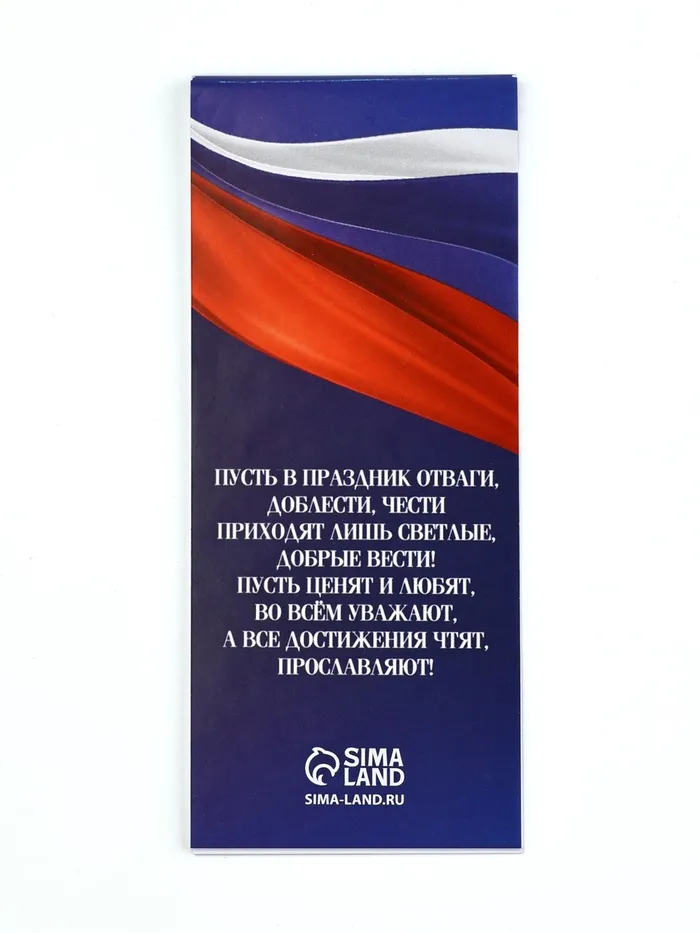 ПУСТЬ В ПРАЗДНИК ОТВАГИ,
ДОБЛЕСТИ, ЧЕСТИ
ПРИХОДЯТ ЛИШЬ СВЕТЛЫЕ,
ДОБРЫЕ ВЕСТИ!
ПУСТЬ ЦЕНЯТ И ЛЮБЯТ,
ВО ВСЁМ УВАЖАЮТ,
А ВСЕ ДОСТИЖЕНИЯ ЧТЯТ,
ПРОСЛАВЛЯЮТ!
SIMA
LAND
SIMA-LAND.RU